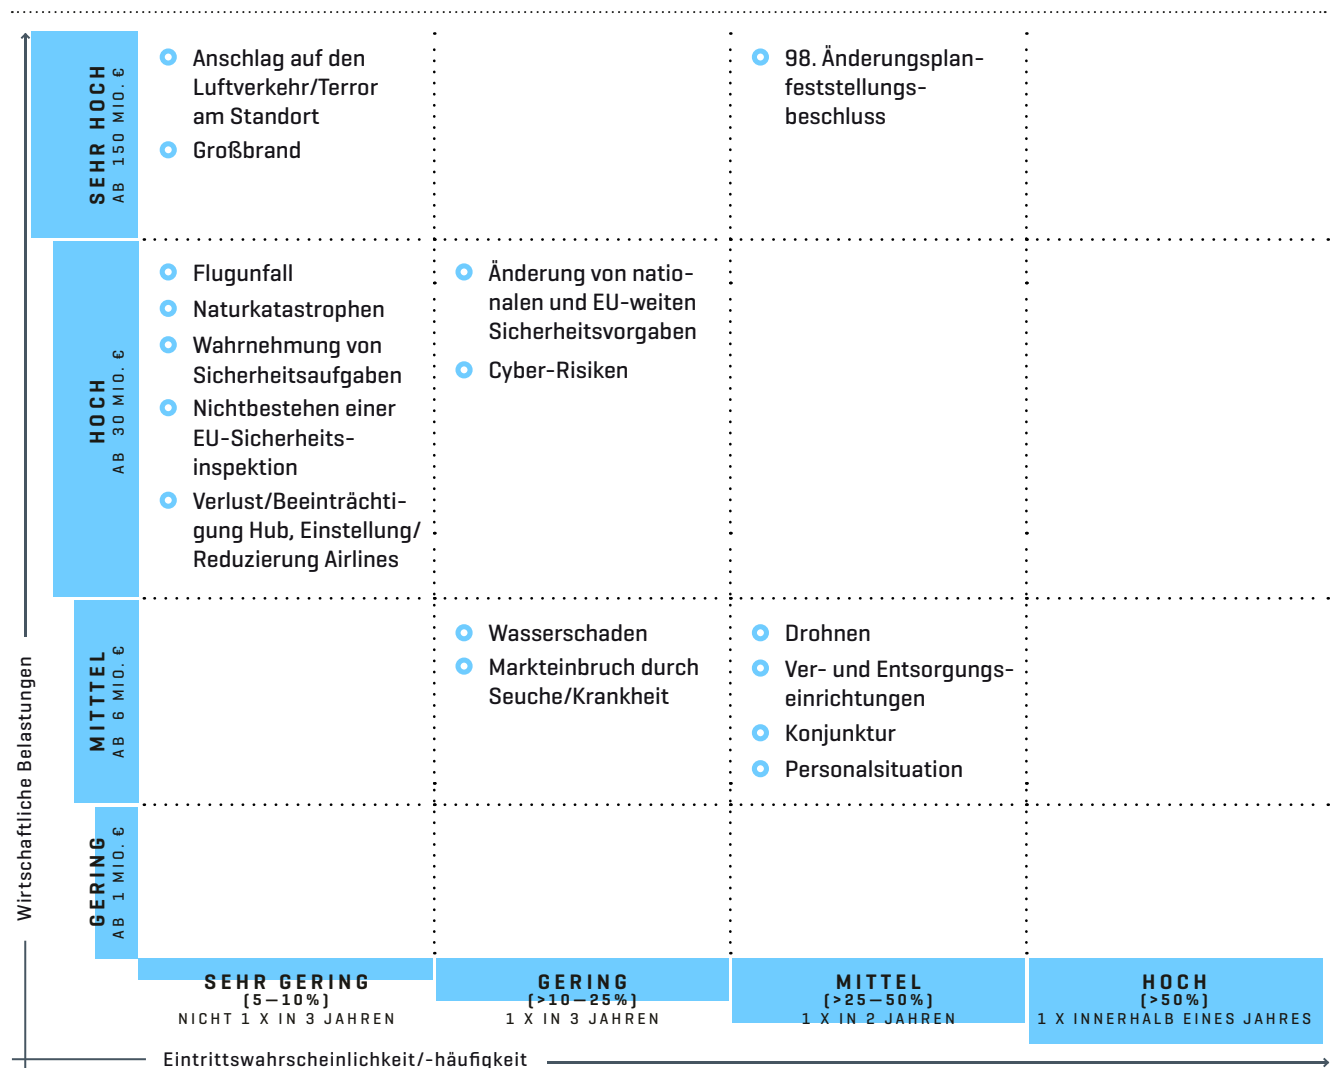 Anschlag auf den
Luftverkehr/Terror
am Standort
Großbrand
98. Änderungsplan-
feststellungs-
beschluss
SEHR HOCH
AB 150 MIO. €
Flugunfall
Naturkatastrophen
Wahrnehmung von
Sicherheitsaufgaben
Nichtbestehen einer
EU-Sicherheits-
inspektion
Verlust/Beeinträchti-
gung Hub, Einstellung/
Reduzierung Airlines
Änderung von natio-
nalen und EU-weiten
Sicherheitsvorgaben
Cyber-Risiken
HOCH
AB 30 MIO. €
Wasserschaden
Markteinbruch durch
Seuche/Krankheit
Drohnen
Ver- und Entsorgungs-
einrichtungen
Konjunktur
Personalsituation
MITTTEL
AB 6 MIO. €
GERING
AB 1 MIO. €
Wirtschaftliche Belastungen
SEHR GERING
(5—10%)
NICHT 1 X IN 3 JAHREN
GERING
(>10—25%)
1 X IN 3 JAHREN
MITTEL
(>25—50%)
1 X IN 2 JAHREN
HOCH
(>50%)
1 X INNERHALB EINES JAHRES
Eintrittswahrscheinlichkeit/-häufigkeit